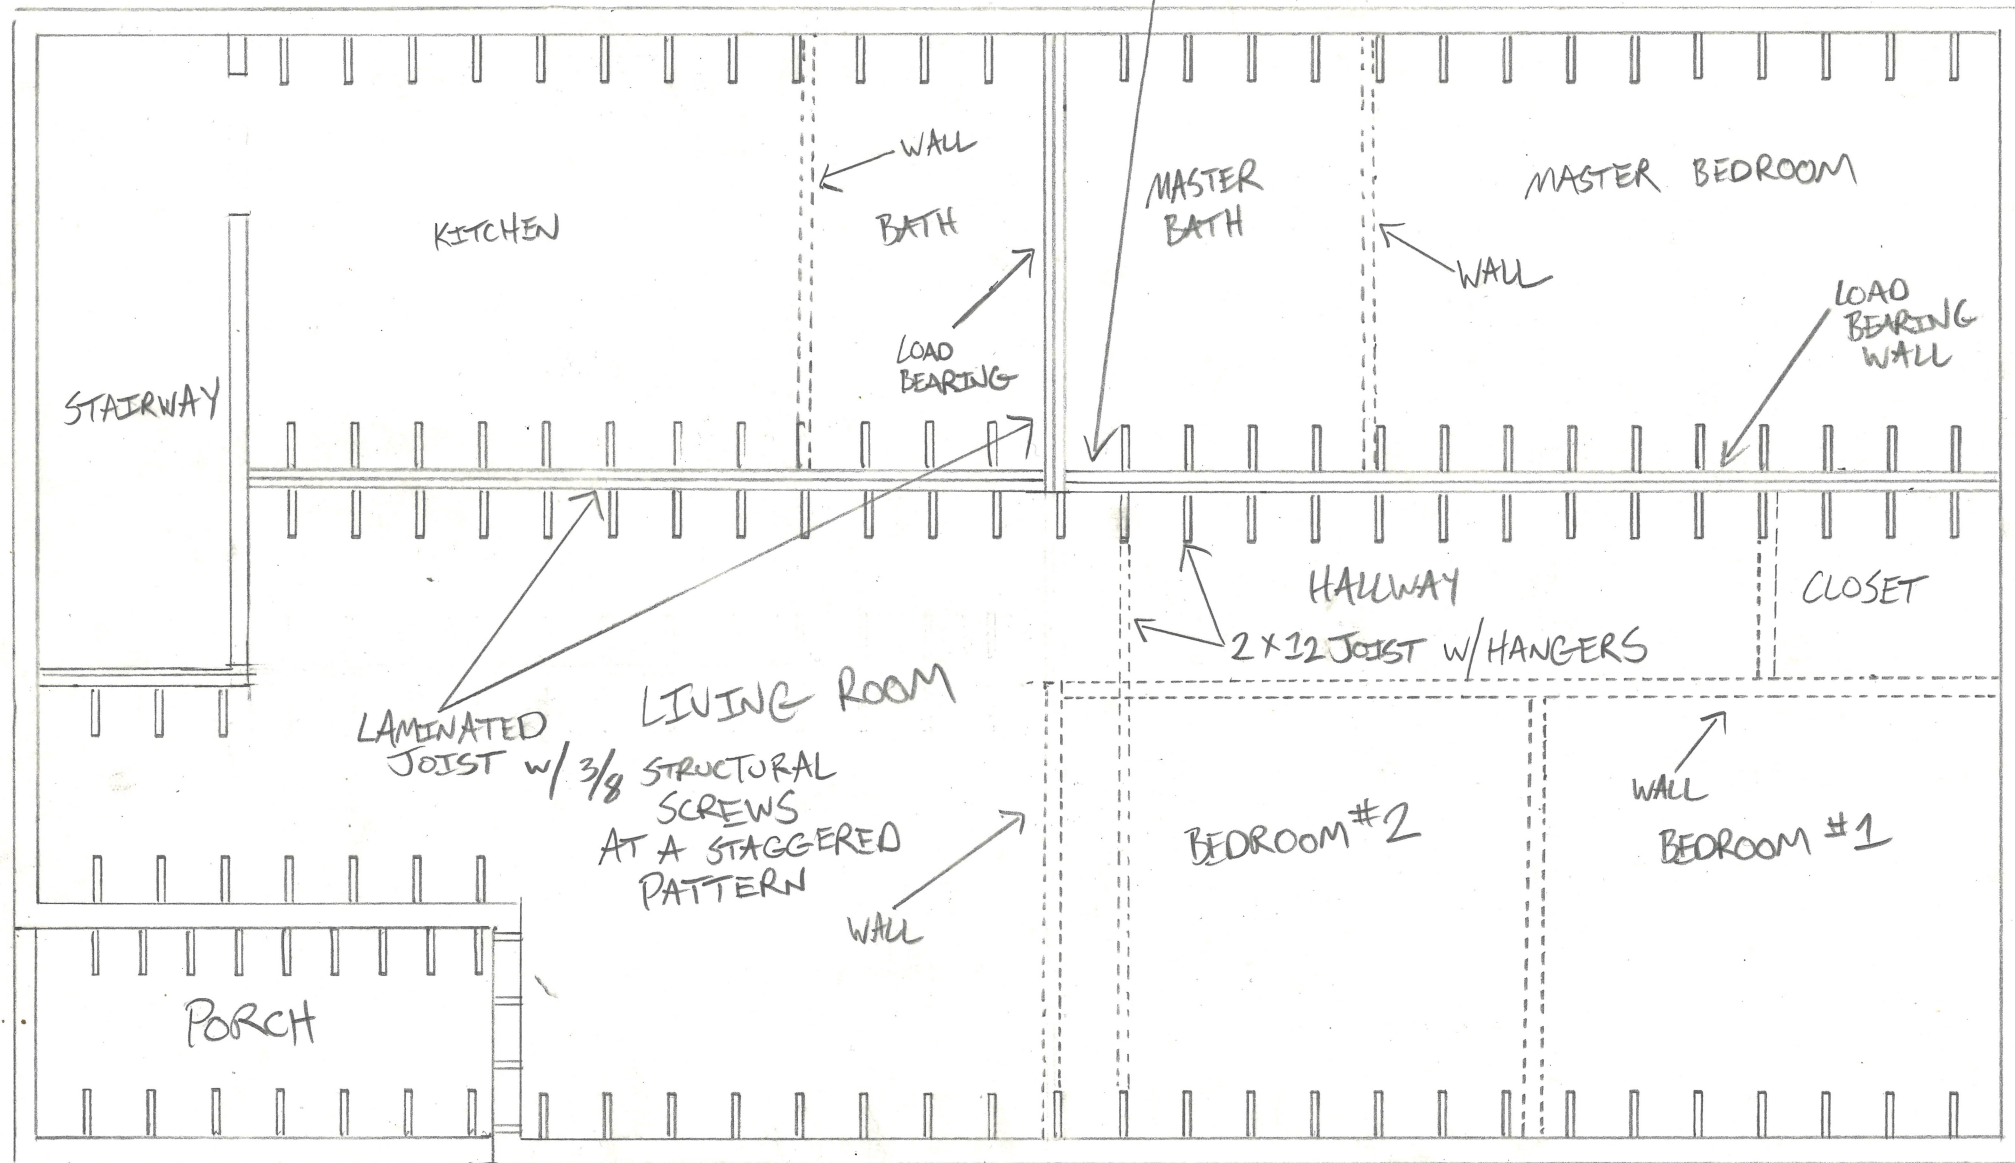 WALL
KITCHEN
BATH
MASTER
BATH
MASTER BEDROOM
WALL
LOAD
BEARING
WALL
LOAD
BEARING
STAIRWAY
HALLWAY
CLOSET
2X12 JOIST W/HANGERS
LIVING ROOM
LAMINATED
JOIST W/ 3/8 STRUCTURAL
SCREWS
AT A STAGGERED
PATTERN
WALL
WALL
BEDROOM #2
BEDROOM #1
PORCH